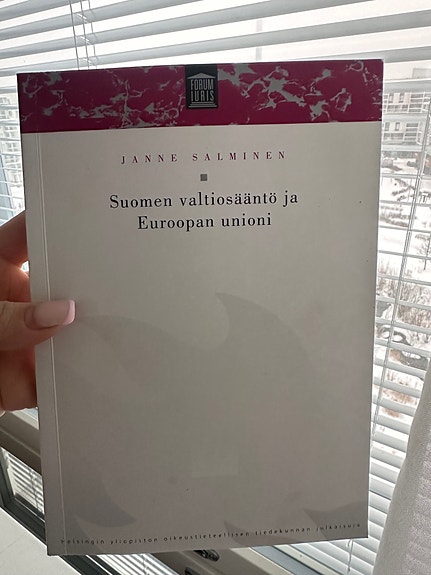 FORUM
IURIS
JANNE SALMINEN
Suomen valtiosääntö ja
Euroopan unioni
Helsingin yliopiston oikeustieteellisen tiedekunnan julkaisuja